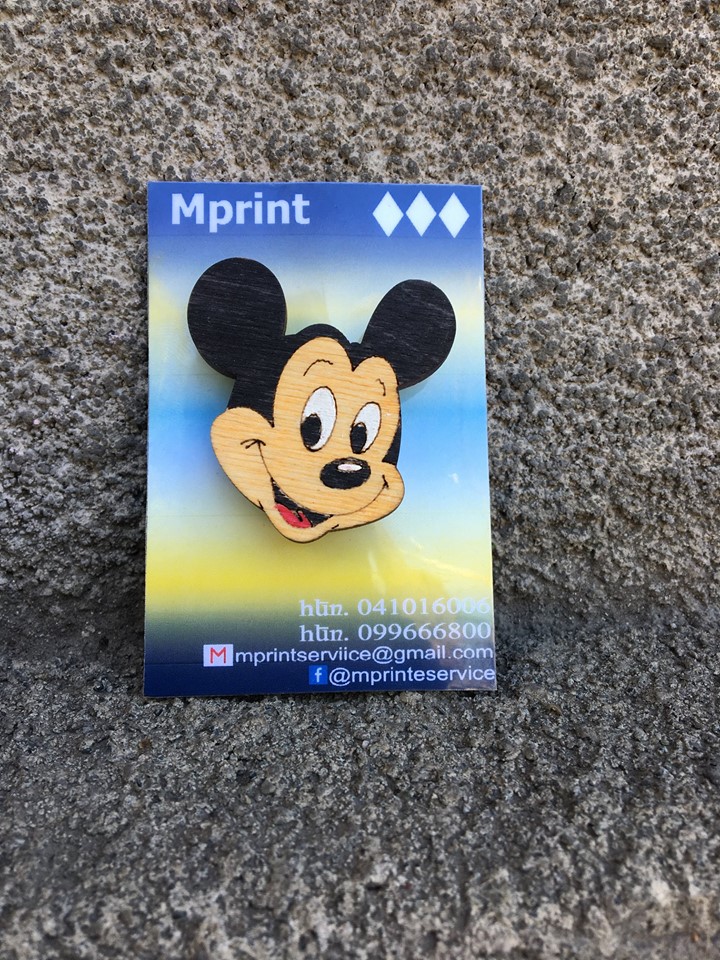 Mprint
հեռ. 041016006
հեռ. 099666800
mprintserviice@gmail.com
@mprinteservice